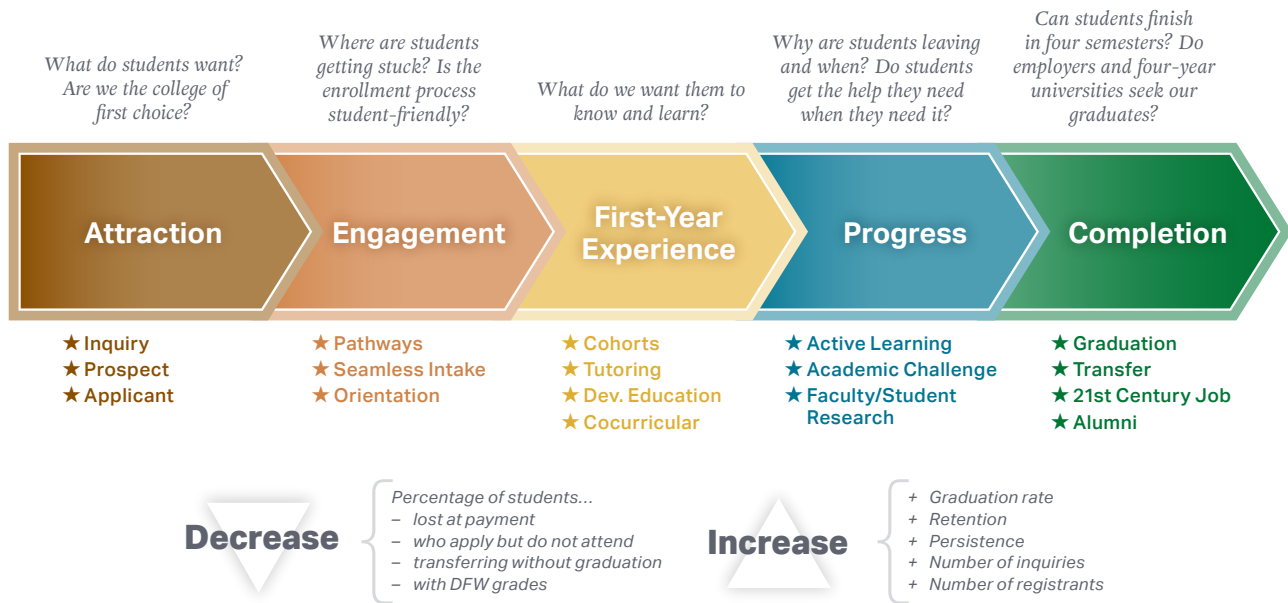 What do students want?
Are we the college of
first choice?
Where are students
getting stuck? Is the
enrollment process
student-friendly?
What do we want them to
know and learn?
Why are students leaving
and when? Do students
get the help they need
when they need it?
Can students finish
in four semesters? Do
employers and four-year
universities seek our
graduates?
Attraction
Engagement
First-Year
Experience
Progress
Completion
★ Inquiry
★ Prospect
★ Applicant
★ Pathways
★ Seamless Intake
★ Orientation
★ Cohorts
★ Tutoring
★ Dev. Education
★ Cocurricular
★ Active Learning
★ Academic Challenge
★ Faculty/Student
Research
★ Graduation
★ Transfer
★ 21st Century Job
★ Alumni
Decrease
Percentage of students...
– lost at payment
– who apply but do not attend
– transferring without graduation
– with DFW grades
Increase
+ Graduation rate
+ Retention
+ Persistence
+ Number of inquiries
+ Number of registrants